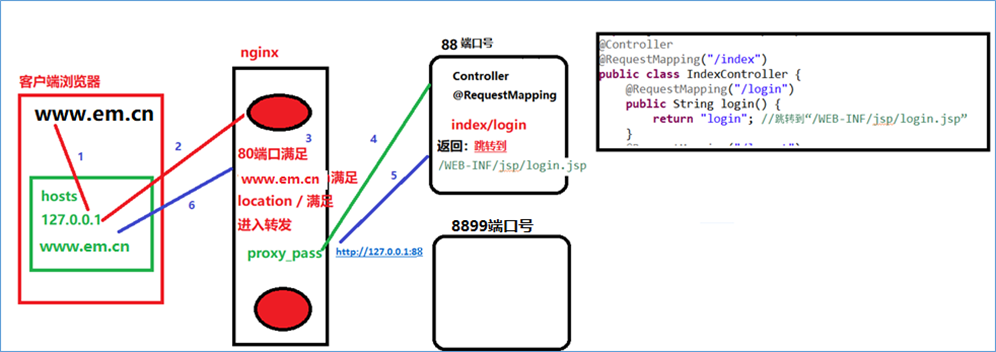 客户端浏览器
www.em.cn
1
2
hosts
127.0.0.1
www.em.cn
6
nginx
3
80端口满足
www.em.cn 满足
location / 满足
进入转发
proxy_pass
4
5
http://127.0.0.1:88
88 端口号
Controller
@RequestMapping
index/login
返回：跳转到
/WEB-INF/jsp/login.jsp
8899端口号
@Controller
@RequestMapping("/index")
public class IndexController {
@RequestMapping("/login")
public String login() {
return "login"; //跳转到“/WEB-INF/jsp/login.jsp”
}